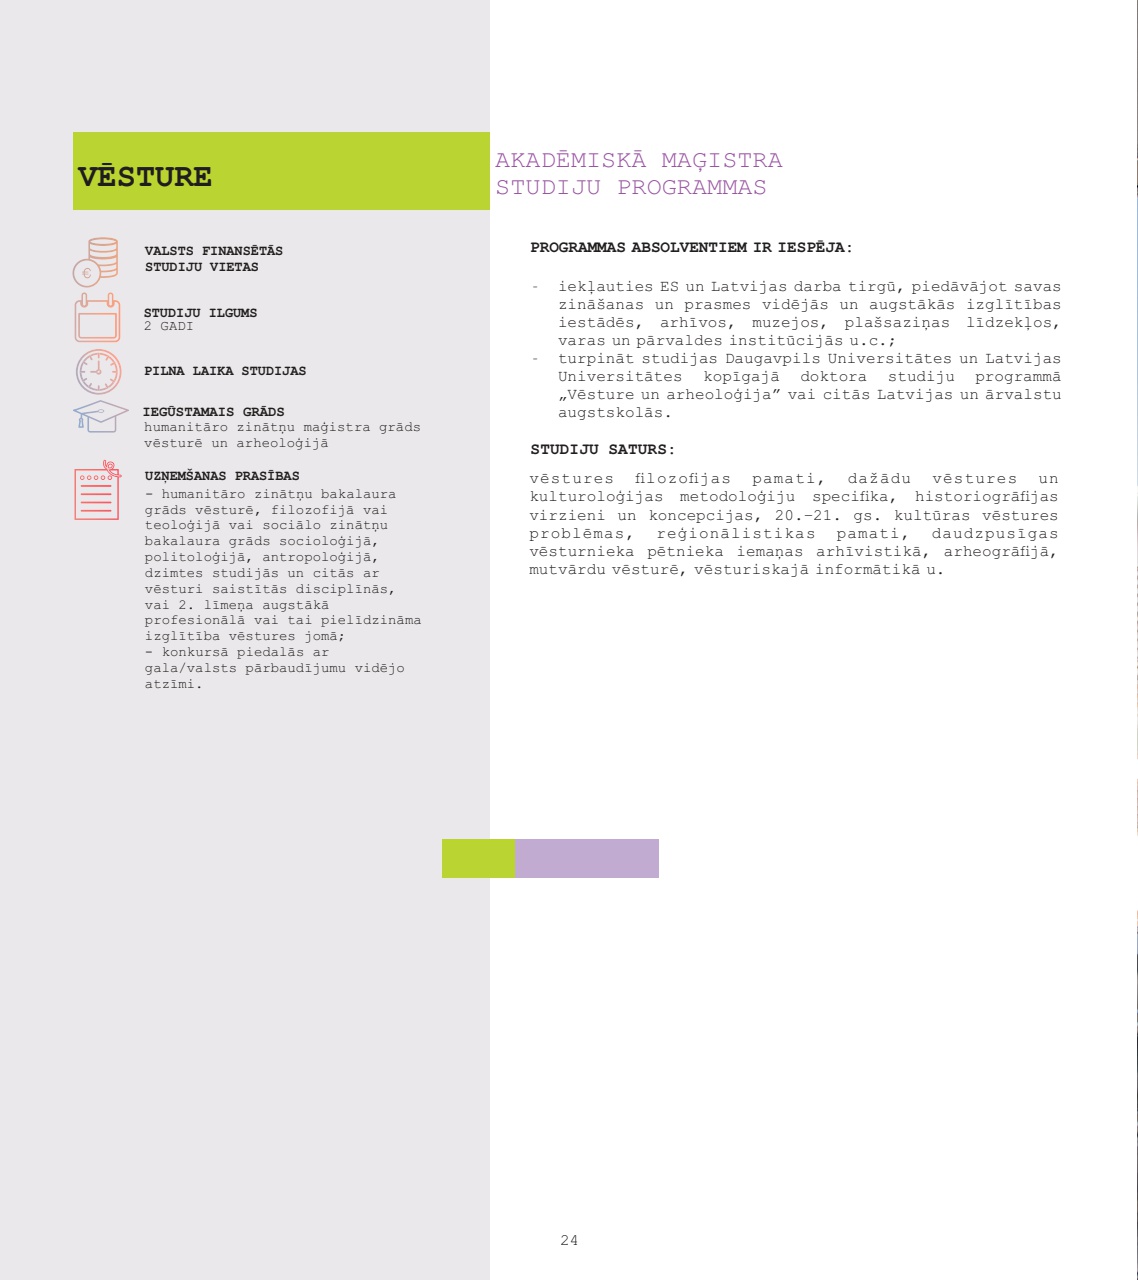 VĒSTURE
AKADĒMISKĀ MAĢISTRA
STUDIJU PROGRAMMAS
VALSTS FINANSĒTĀS
STUDIJU VIETAS
STUDIJU ILGUMS
2 GADI
PILNA LAIKA STUDIJAS
IEGŪSTAMAIS GRĀDS
humanitāro zinātņu maģistra grāds
vēsturē un arheoloģijā
UZŅEMŠANAS PRASĪBAS
- humanitāro zinātņu bakalaura
grāds vēsturē, filozofijā vai
teoloģijā vai sociālo zinātņu
bakalaura grāds socioloģijā,
politoloģijā, antropoloģijā,
dzimtes studijās un citās ar
vēsturi saistītās disciplīnās,
vai 2. līmeņa augstākā
profesionālā vai tai pielīdzināma
izglītība vēstures jomā;
- konkursā piedalās ar
gala/valsts pārbaudījumu vidējo
atzīmi.
PROGRAMMAS ABSOLVENTIEM IR IESPĒJA:
- iekļauties ES un Latvijas darba tirgū, piedāvājot savas
zināšanas un prasmes vidējās un augstākās izglītības
iestādēs, arhīvos, muzejos, plašsaziņas līdzekļos,
varas un pārvaldes institūcijās u.c.;
- turpināt studijas Daugavpils Universitātes un Latvijas
Universitātes kopīgajā doktora studiju programmā
„Vēsture un arheoloģija” vai citās Latvijas un ārvalstu
augstskolās.
STUDIJU SATURS:
vēstures filozofijas pamati, dažādu vēstures un
kulturoloģijas metodoloģiju specifika, historiogrāfijas
virzieni un koncepcijas, 20.–21. gs. kultūras vēstures
problēmas, reģionālistikas pamati, daudzpusīgas
vēsturnieka pētnieka iemaņas arhīvistikā, arheogrāfijā,
mutvārdu vēsturē, vēsturiskajā informātikā u.
24